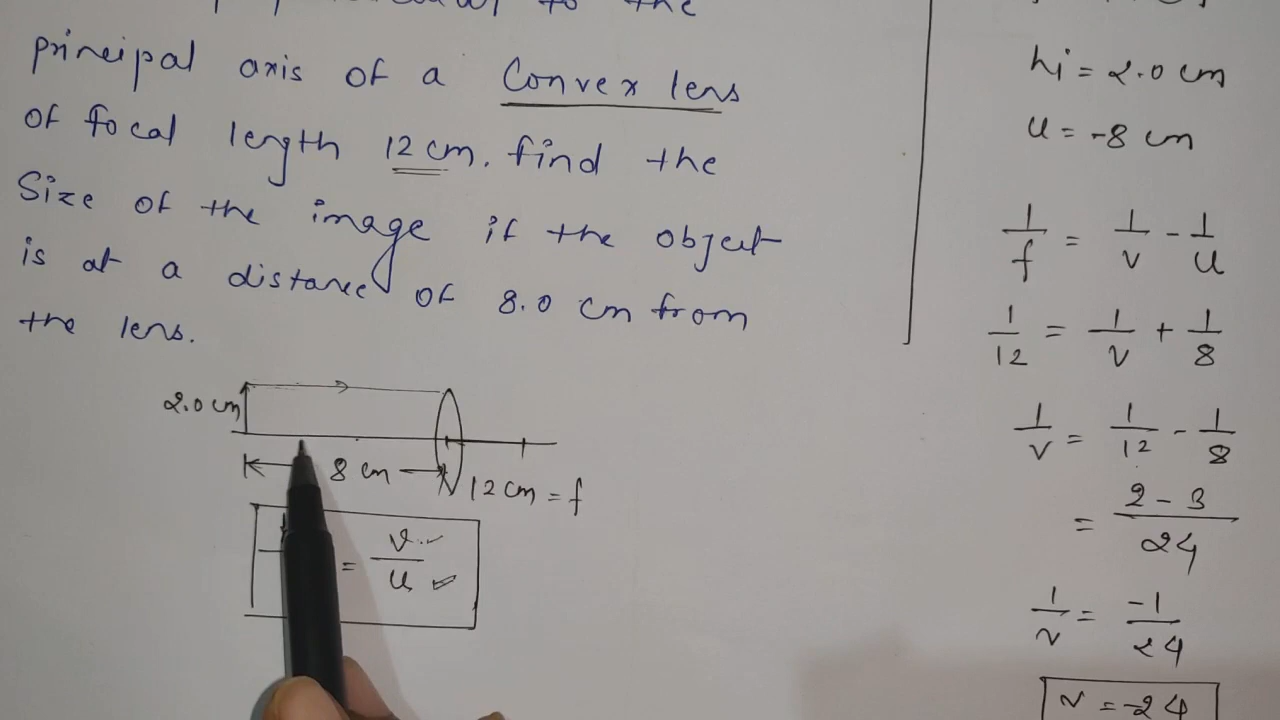 to the
principal axis of a Convex lens
of focal length 12 cm. find the
Size of the image if the object
is at a distance of 8.0 cm from
the lens.
2.0 cm
8 cm
12 cm = f
= v/u
hi = 2.0 cm
u = -8 cm
1/f = 1/v - 1/u
1/12 = 1/v + 1/8
1/v = 1/12 - 1/8
= 2 - 3/24
1/v = -1/24
v = -24